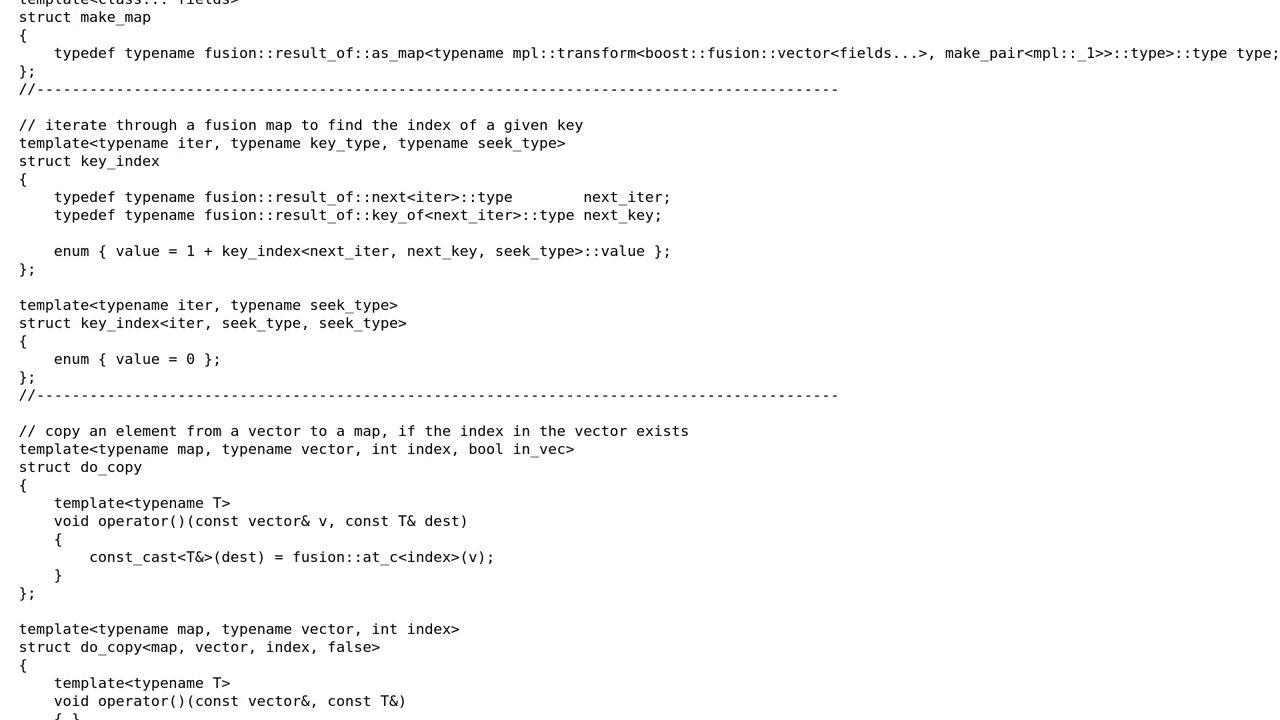 template<class... fields>
struct make_map
{
    typedef typename fusion::result_of::as_map<typename mpl::transform<boost::fusion::vector<fields...>, make_pair<mpl::_1>>::type>::type type;
};
//-------------------------------------------------------------------------------------------

// iterate through a fusion map to find the index of a given key
template<typename iter, typename key_type, typename seek_type>
struct key_index
{
    typedef typename fusion::result_of::next<iter>::type        next_iter;
    typedef typename fusion::result_of::key_of<next_iter>::type next_key;

    enum { value = 1 + key_index<next_iter, next_key, seek_type>::value };
};

template<typename iter, typename seek_type>
struct key_index<iter, seek_type, seek_type>
{
    enum { value = 0 };
};
//-------------------------------------------------------------------------------------------

// copy an element from a vector to a map, if the index in the vector exists
template<typename map, typename vector, int index, bool in_vec>
struct do_copy
{
    template<typename T>
    void operator()(const vector& v, const T& dest)
    {
        const_cast<T&>(dest) = fusion::at_c<index>(v);
    }
};

template<typename map, typename vector, int index>
struct do_copy<map, vector, index, false>
{
    template<typename T>
    void operator()(const vector&, const T&)
    { }